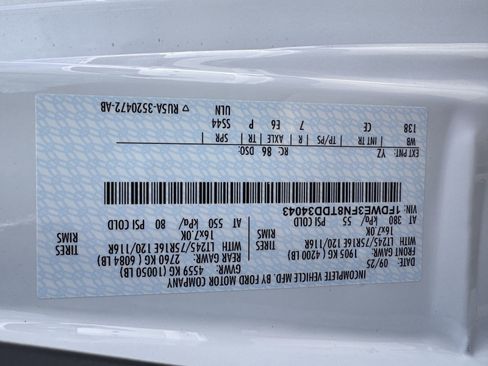 INCOMPLETE VEHICLE MFD. BY FORD MOTOR COMPANY
DATE: 09/25 GVWR: 4559 KG (10050 LB)
FRONT GAWR: 1905 KG (4200 LB) REAR GAWR: 2760 KG (6084 LB)
WITH LT245/75R16E 120/116R TIRES WITH LT245/75R16E 120/116R TIRES
16x7.0K RIMS 16x7.0K RIMS
AT 380 kPa/ 55 PSI COLD AT 550 kPa/ 80 PSI COLD
VIN: 1FDWE3FN8TDD34043
EXT PNT: YZ RC: 86 DSO:
WB INT TR TP/PS R AXLE TR SPR
138 CE 7 E6 P SS44
ULN
▽ RUSA-3520472-AB